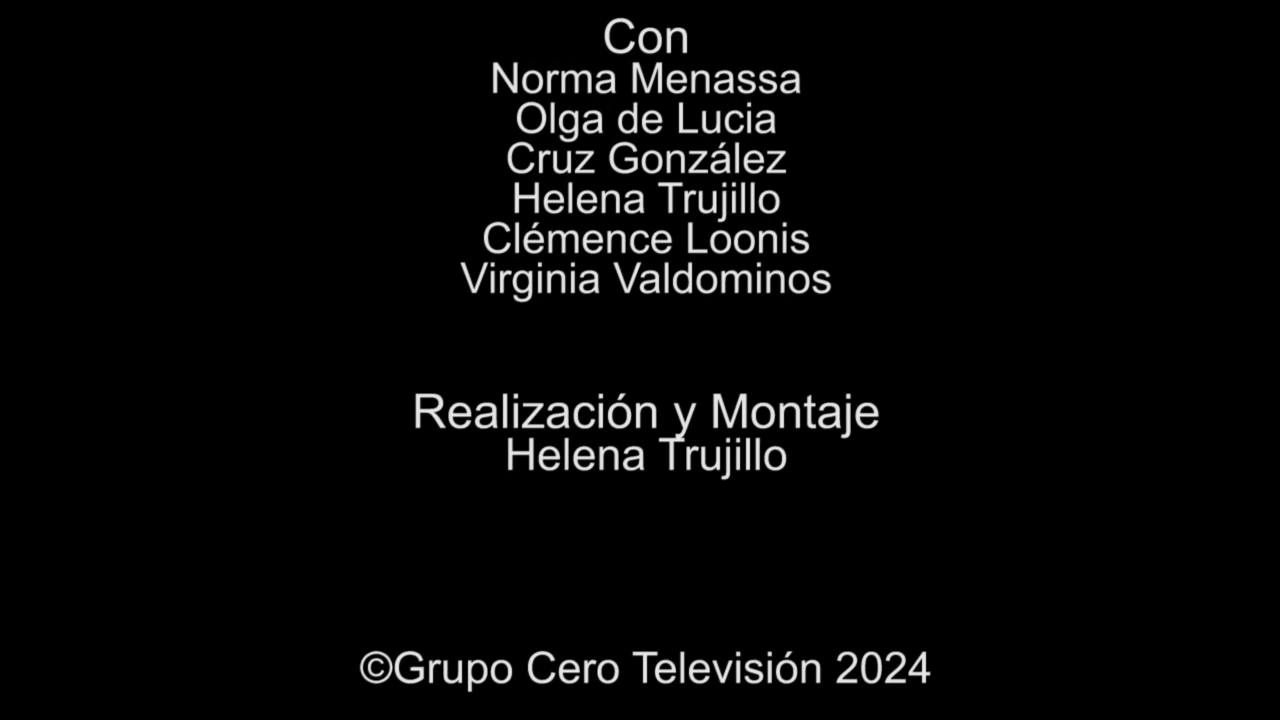 Con
Norma Menassa
Olga de Lucia
Cruz González
Helena Trujillo
Clémence Loonis
Virginia Valdominos
Realización y Montaje
Helena Trujillo
©Grupo Cero Televisión 2024